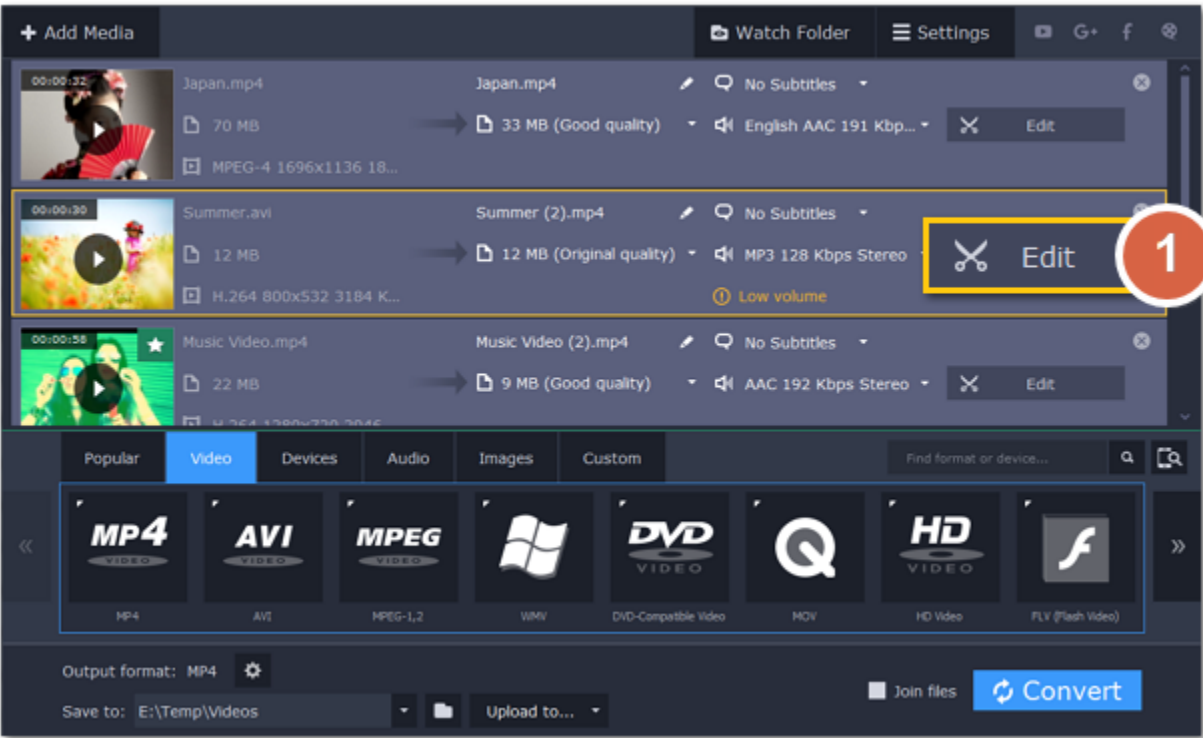 Add Media
Watch Folder
Settings
G+ f
00:00:32
Japan.mp4
Japan.mp4
No Subtitles
70 MB
33 MB (Good quality)
English AAC 191 Kbp...
Edit
MPEG-4 1696x1136 18...
00:00:30
Summer.avi
Summer (2).mp4
No Subtitles
12 MB
12 MB (Original quality)
MP3 128 Kbps Stereo
Edit
1
H.264 800x532 3184 K...
Low volume
00:00:58
Music Video.mp4
Music Video (2).mp4
No Subtitles
22 MB
9 MB (Good quality)
AAC 192 Kbps Stereo
Edit
H.264 1280x720 2046
Popular
Video
Devices
Audio
Images
Custom
Find format or device...
MP4 VIDEO
AVI VIDEO
MPEG VIDEO
DVD VIDEO
HD VIDEO
MP4
AVI
MPEG-1,2
WMV
DVD-Compatible Video
MOV
HD Video
FLV (Flash Video)
Output format: MP4
Join files
Convert
Save to: E:\Temp\Videos
Upload to...